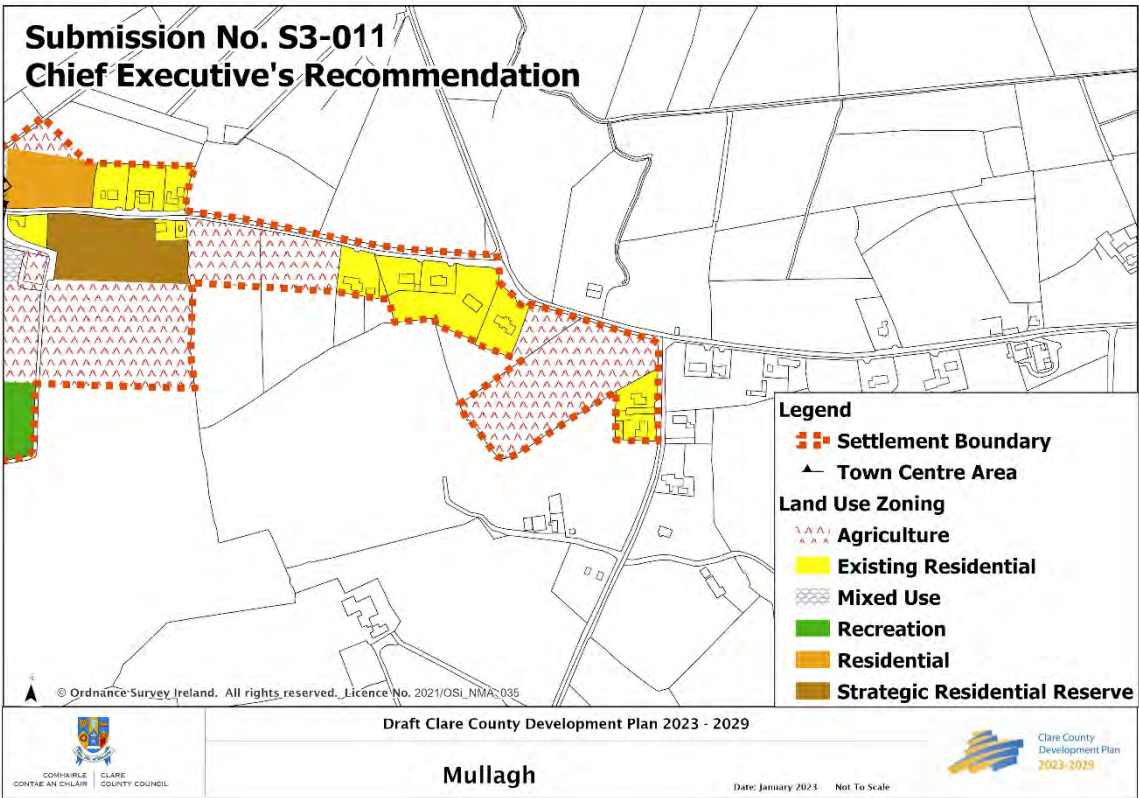 Submission No. S3-011
Chief Executive's Recommendation
Legend
Settlement Boundary
Town Centre Area
Land Use Zoning
Agriculture
Existing Residential
Mixed Use
Recreation
Residential
Strategic Residential Reserve
© Ordnance Survey Ireland. All rights reserved. Licence No. 2021/OSi_NMA_035
Draft Clare County Development Plan 2023 - 2029
Mullagh
Date: January 2023 Not To Scale
COMHAIRLE CONTAE AN CHLÁIR
CLARE COUNTY COUNCIL
Clare County
Development Plan
2023-2029